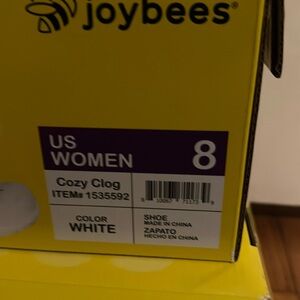 joybees
US
WOMEN
8
Cozy Clog
ITEM# 1535592
COLOR
WHITE
SHOE
MADE IN CHINA
ZAPATO
HECHO EN CHINA